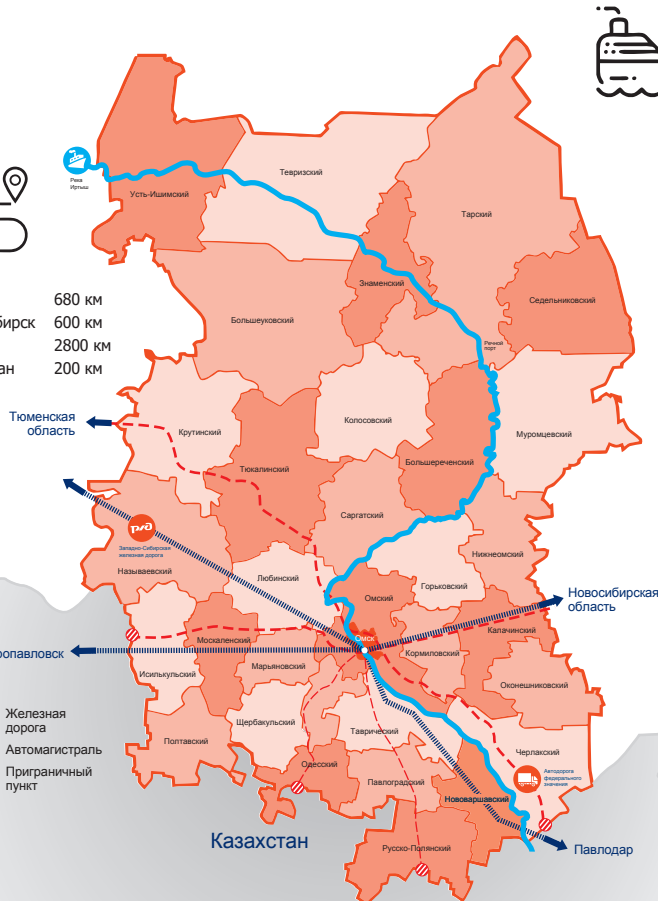 Река
Иртыш
Усть-Ишимский
Тевризский
Тарский
Знаменский
Седельниковский
680 км
бирск 600 км
2800 км
ан 200 км
Большеуковский
Речной
порт
Тюменская
область
Крутинский
Колосовский
Муромцевский
Тюкалинский
Большереченский
Саргатский
ржд
Западно-Сибирская
железная дорога
Нижнеомский
Называевский
Любинский
Горьковский
Омский
Новосибирская
область
Омск
Калачинский
Москаленский
ропавловск
Марьяновский
Кормиловский
Исилькульский
Оконешниковский
Железная
дорога
Автомагистраль
Приграничный
пункт
Щербакульский
Таврический
Полтавский
Черлакский
Одесский
Павлоградский
Автодорога
федерального
значения
Нововаршавский
Казахстан
Русско-Полянский
Павлодар